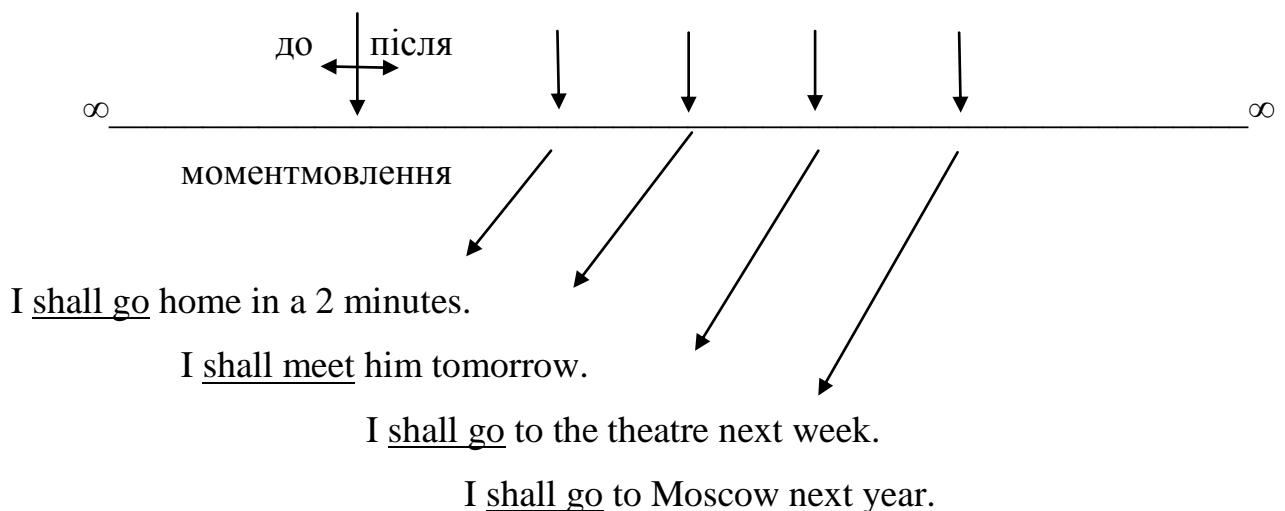 до після
∞ ∞
моментмовлення
I shall go home in a 2 minutes.
I shall meet him tomorrow.
I shall go to the theatre next week.
I shall go to Moscow next year.